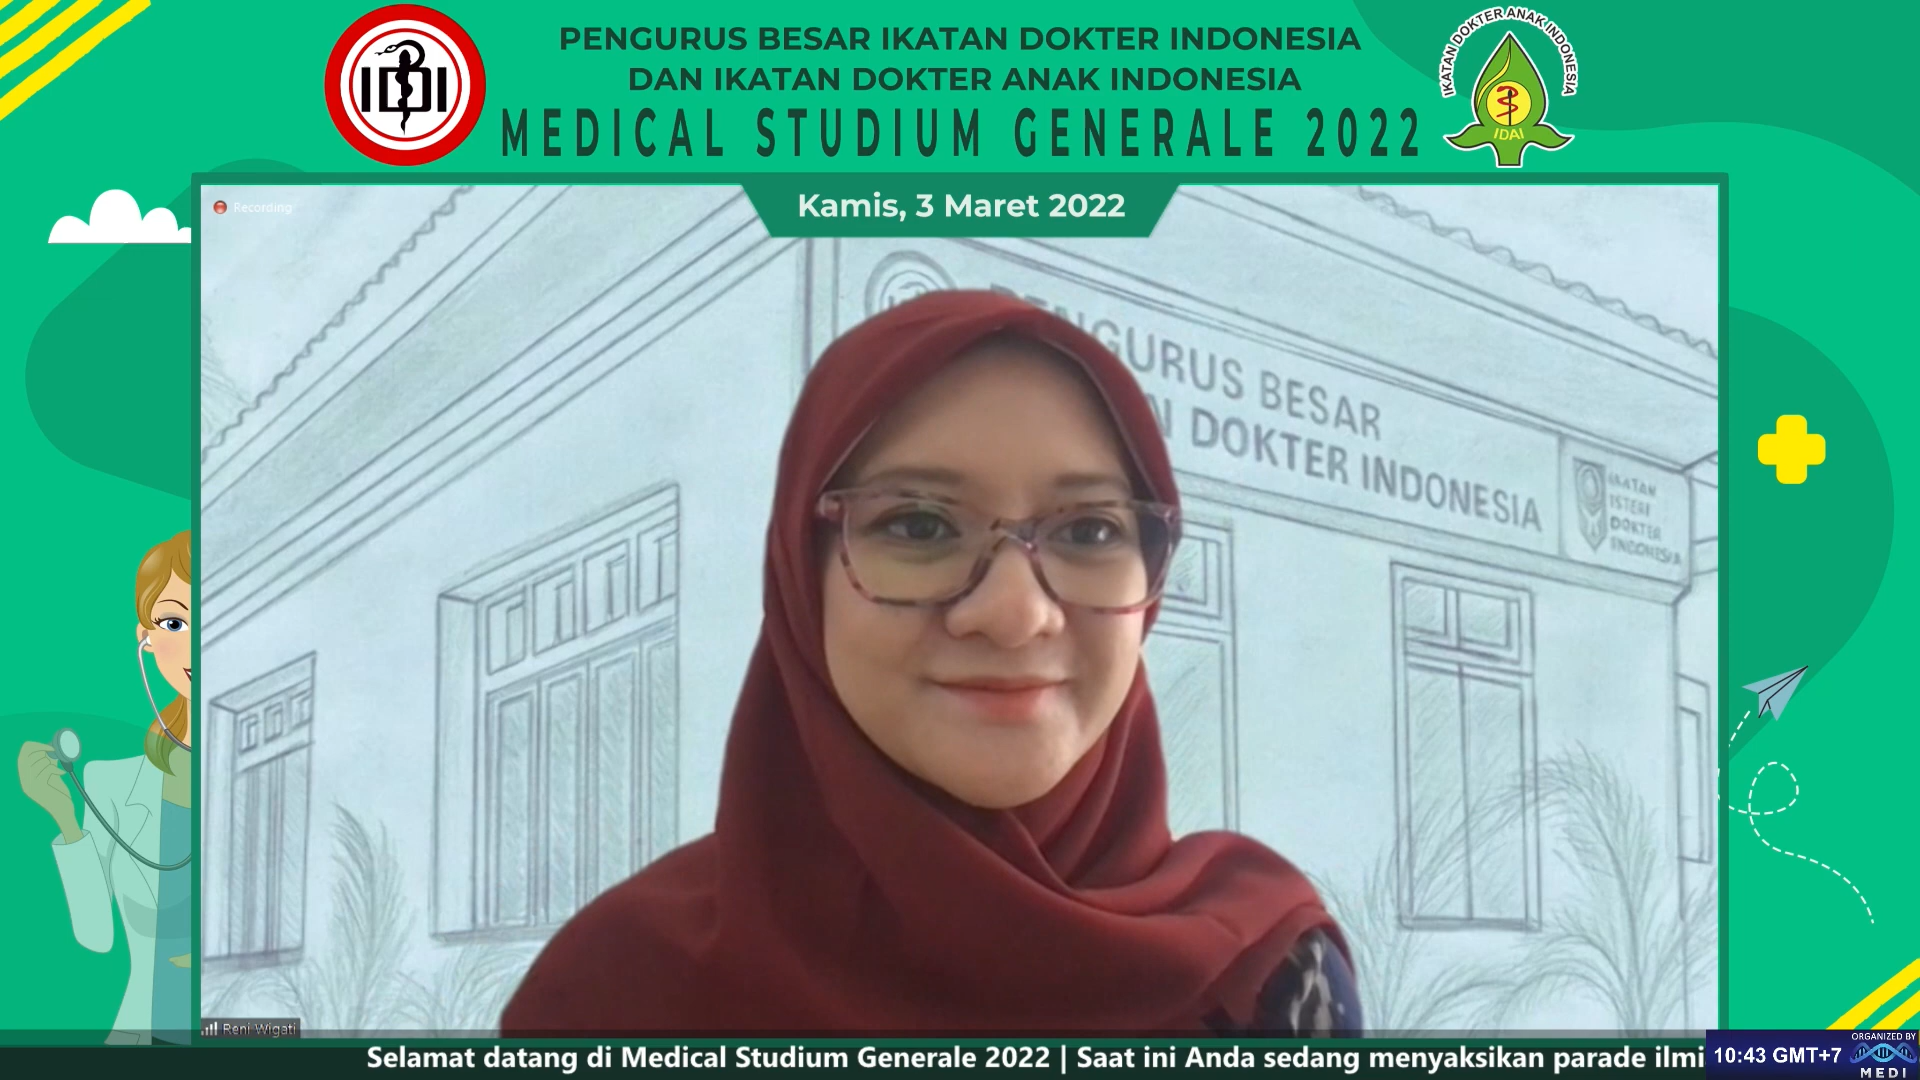 PENGURUS BESAR IKATAN DOKTER INDONESIA
DAN IKATAN DOKTER ANAK INDONESIA
MEDICAL STUDIUM GENERALE 2022
IDI
IKATAN DOKTER ANAK INDONESIA
IDAI
Kamis, 3 Maret 2022
Recording
PENGURUS BESAR
N DOKTER INDONESIA
IKATAN
ISTERI
DOKTER
INDONESIA
Reni Wigati
Selamat datang di Medical Studium Generale 2022 | Saat ini Anda sedang menyaksikan parade ilmi
10:43 GMT+7
ORGANIZED BY
MEDI